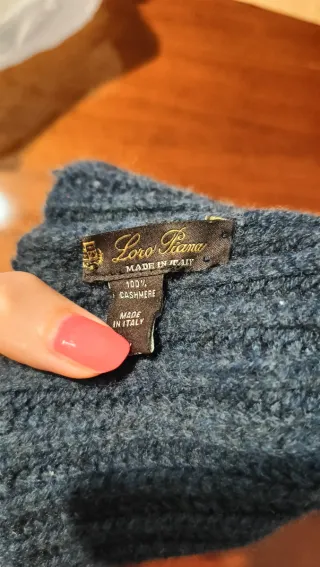 Loro Piana
MADE IN ITALY
100%
CASHMERE
MADE
IN ITALY